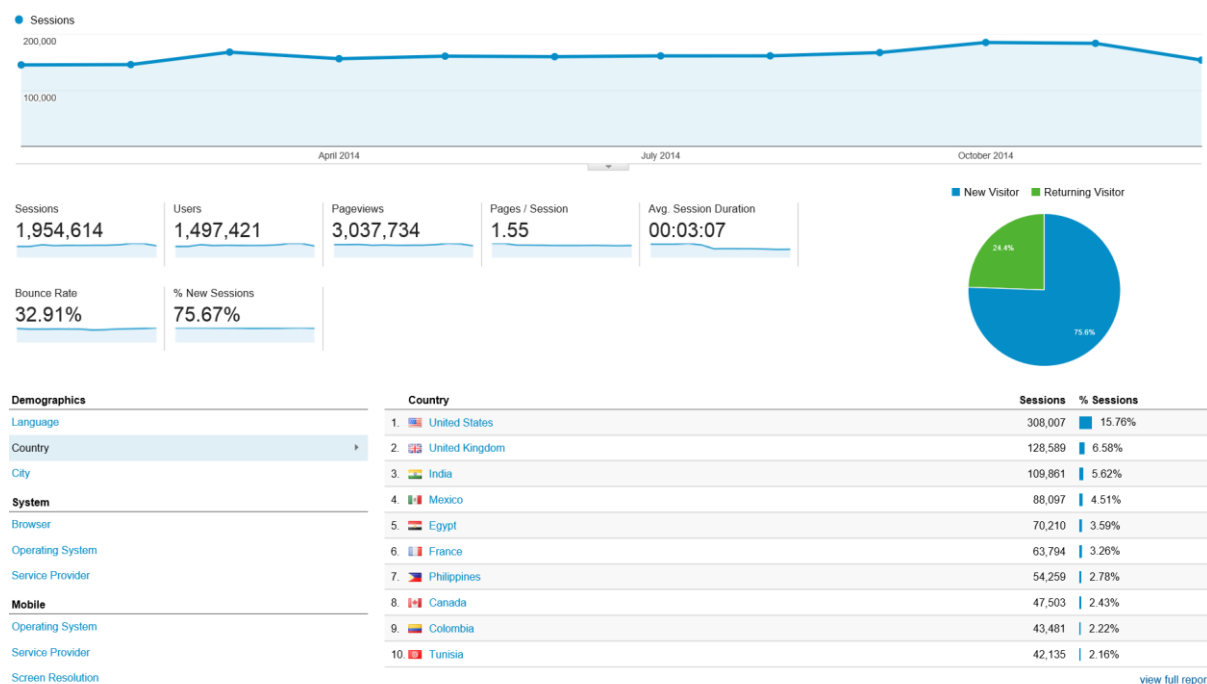 Sessions
200,000
100,000
April 2014 July 2014 October 2014
New Visitor Returning Visitor
Sessions Users Pageviews Pages / Session Avg. Session Duration
1,954,614 1,497,421 3,037,734 1.55 00:03:07
24.4%
Bounce Rate % New Sessions
32.91% 75.67%
75.6%
Demographics
Language
Country
City
System
Browser
Operating System
Service Provider
Mobile
Operating System
Service Provider
Screen Resolution
Country Sessions % Sessions
1. United States 308,007 15.76%
2. United Kingdom 128,589 6.58%
3. India 109,861 5.62%
4. Mexico 88,097 4.51%
5. Egypt 70,210 3.59%
6. France 63,794 3.26%
7. Philippines 54,259 2.78%
8. Canada 47,503 2.43%
9. Colombia 43,481 2.22%
10. Tunisia 42,135 2.16%
view full repor